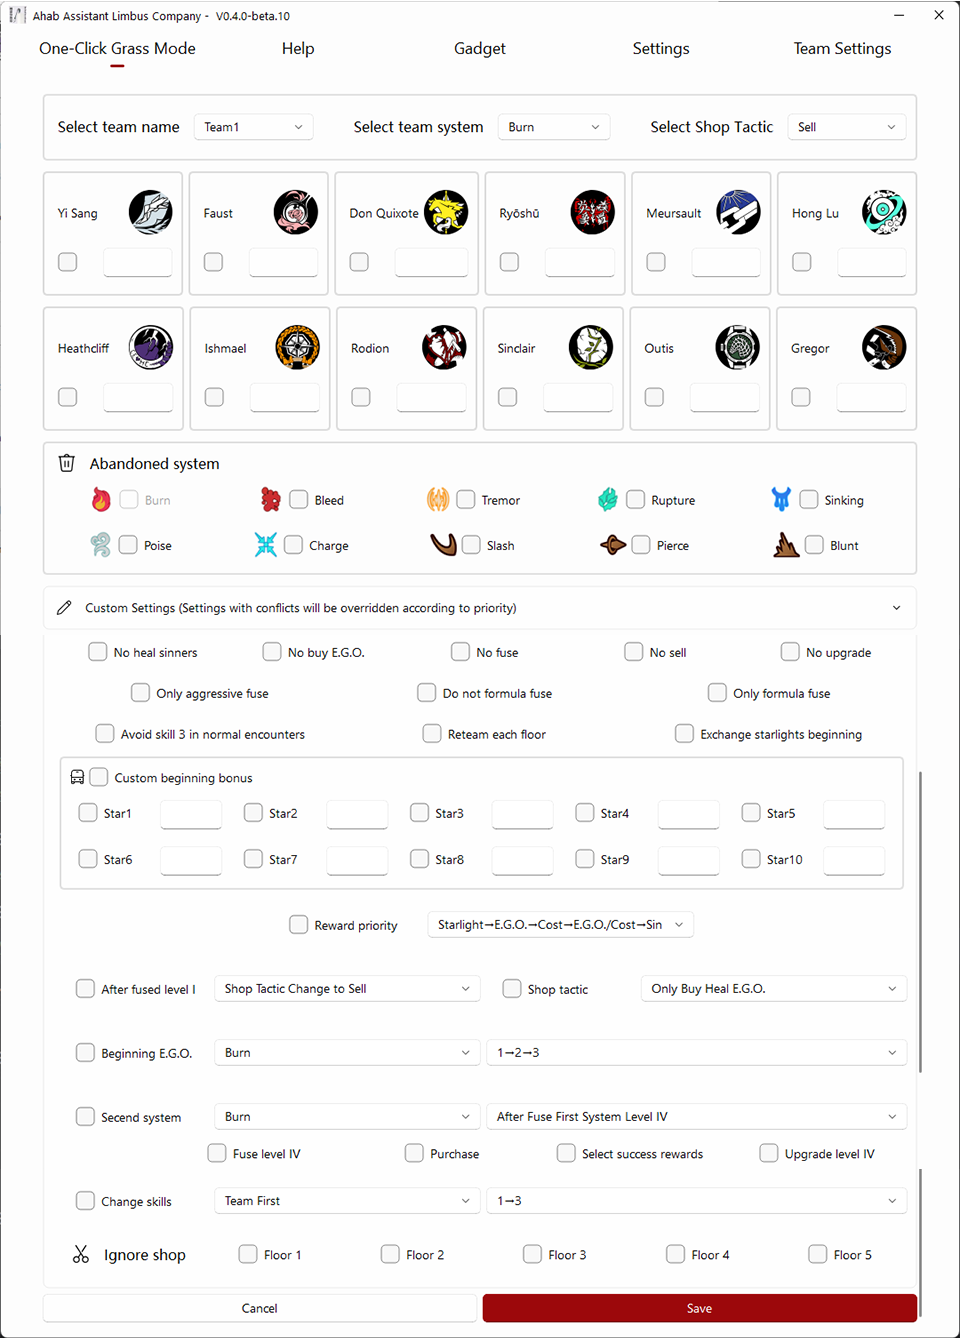 Ahab Assistant Limbus Company - V0.4.0-beta.10
One-Click Grass Mode Help Gadget Settings Team Settings
Select team name Team1 Select team system Burn Select Shop Tactic Sell
Yi Sang Faust Don Quixote Ryōshū Meursault Hong Lu
Heathcliff Ishmael Rodion Sinclair Outis Gregor
Abandoned system
Burn Bleed Tremor Rupture Sinking
Poise Charge Slash Pierce Blunt
Custom Settings (Settings with conflicts will be overridden according to priority)
No heal sinners No buy E.G.O. No fuse No sell No upgrade
Only aggressive fuse Do not formula fuse Only formula fuse
Avoid skill 3 in normal encounters Reteam each floor Exchange starlights beginning
Custom beginning bonus
Star1 Star2 Star3 Star4 Star5
Star6 Star7 Star8 Star9 Star10
Reward priority Starlight→E.G.O.→Cost→E.G.O./Cost→Sin
After fused level I Shop Tactic Change to Sell Shop tactic Only Buy Heal E.G.O.
Beginning E.G.O. Burn 1→2→3
Secend system Burn After Fuse First System Level IV
Fuse level IV Purchase Select success rewards Upgrade level IV
Change skills Team First 1→3
Ignore shop Floor 1 Floor 2 Floor 3 Floor 4 Floor 5
Cancel Save